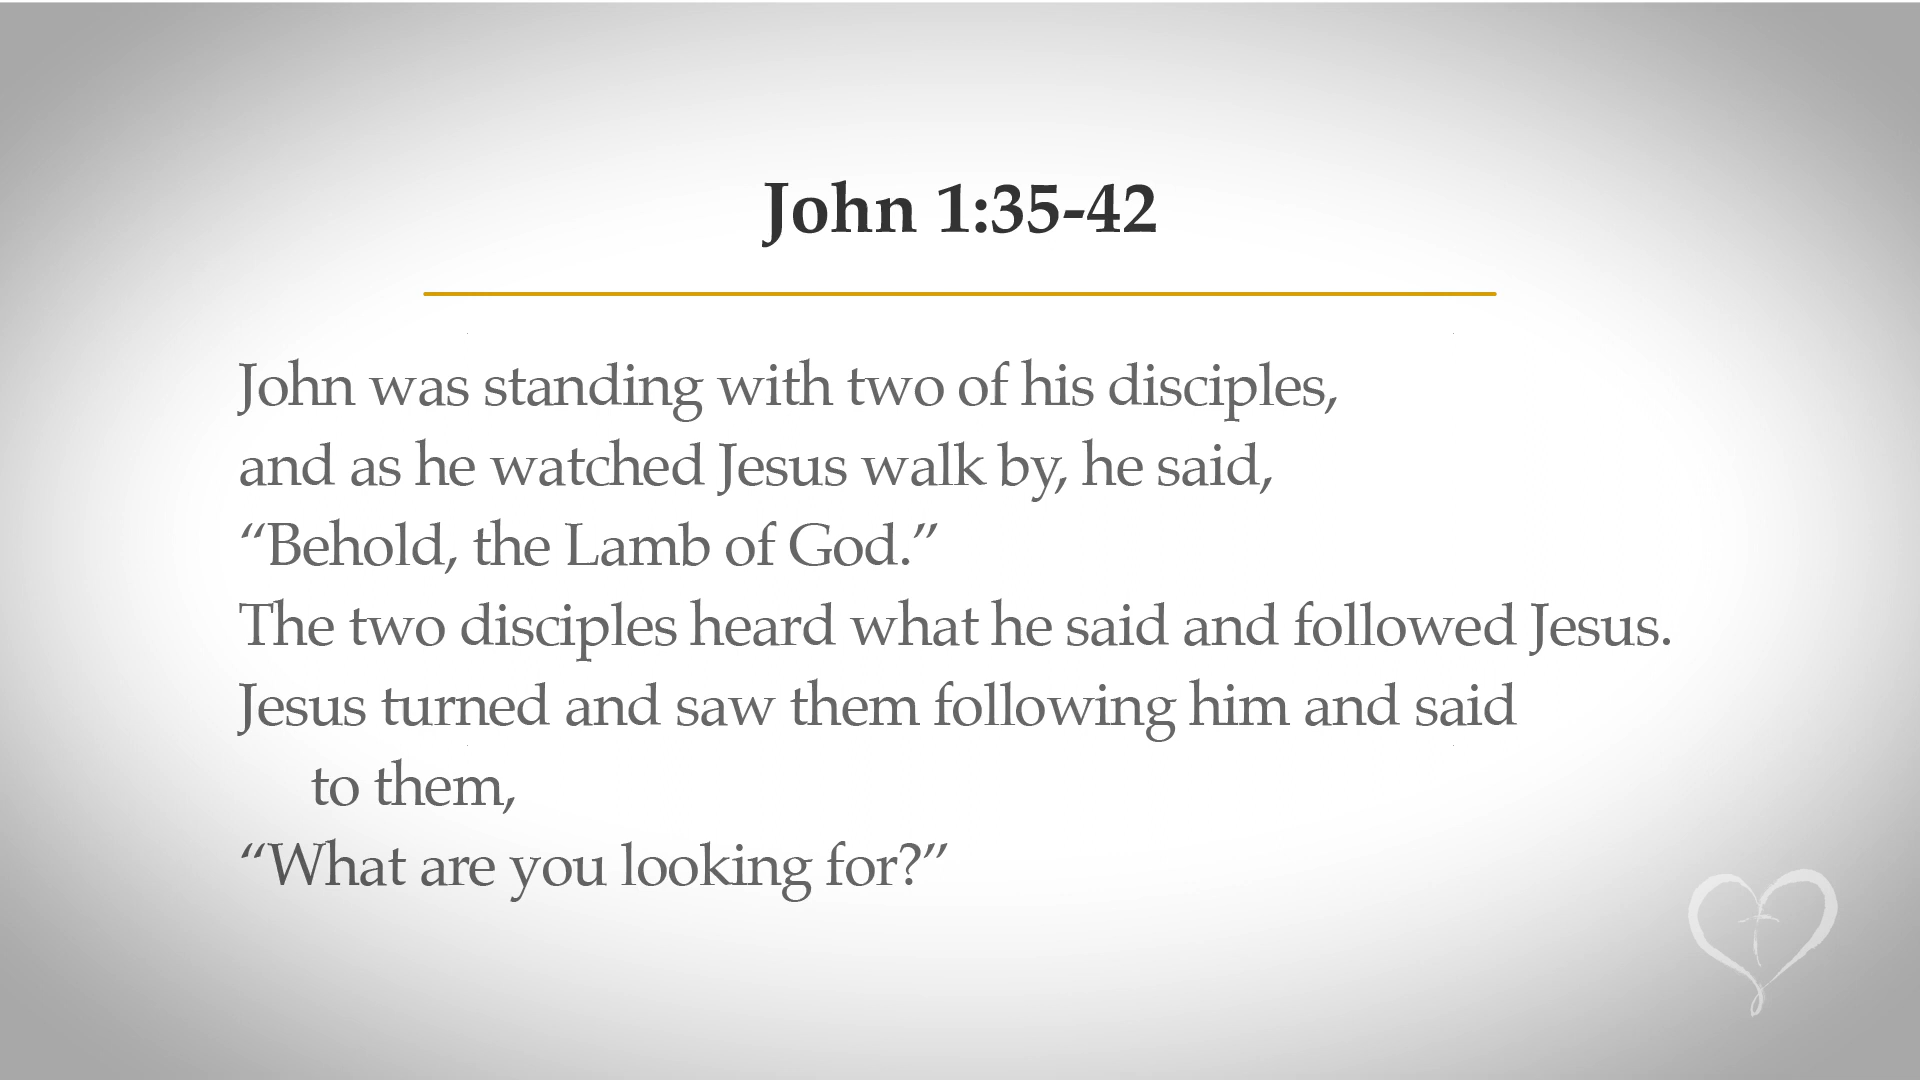 John 1:35-42
John was standing with two of his disciples,
and as he watched Jesus walk by, he said,
“Behold, the Lamb of God.”
The two disciples heard what he said and followed Jesus.
Jesus turned and saw them following him and said
to them,
“What are you looking for?”